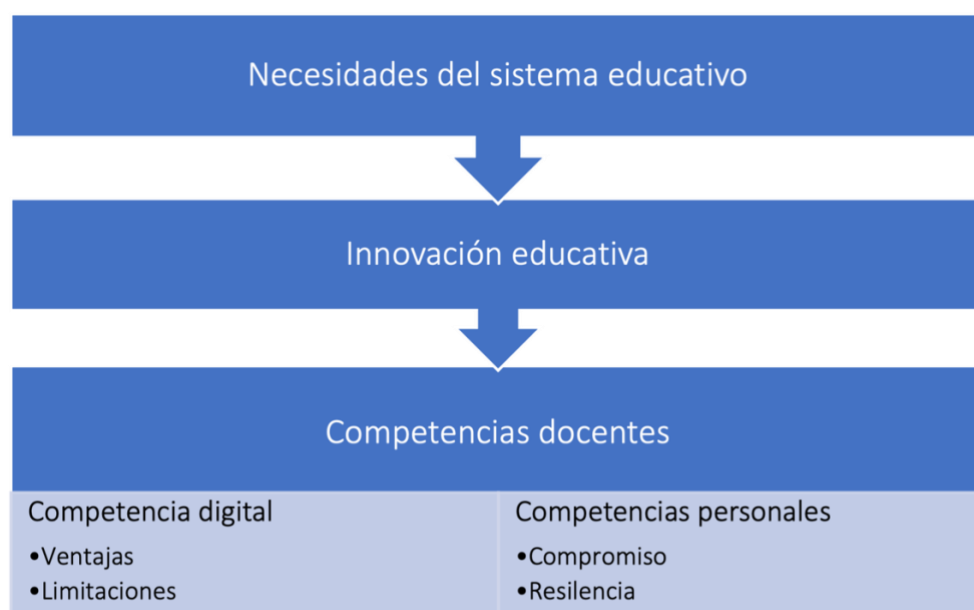 Necesidades del sistema educativo
Innovación educativa
Competencias docentes
Competencia digital
•Ventajas
•Limitaciones
Competencias personales
•Compromiso
•Resilencia